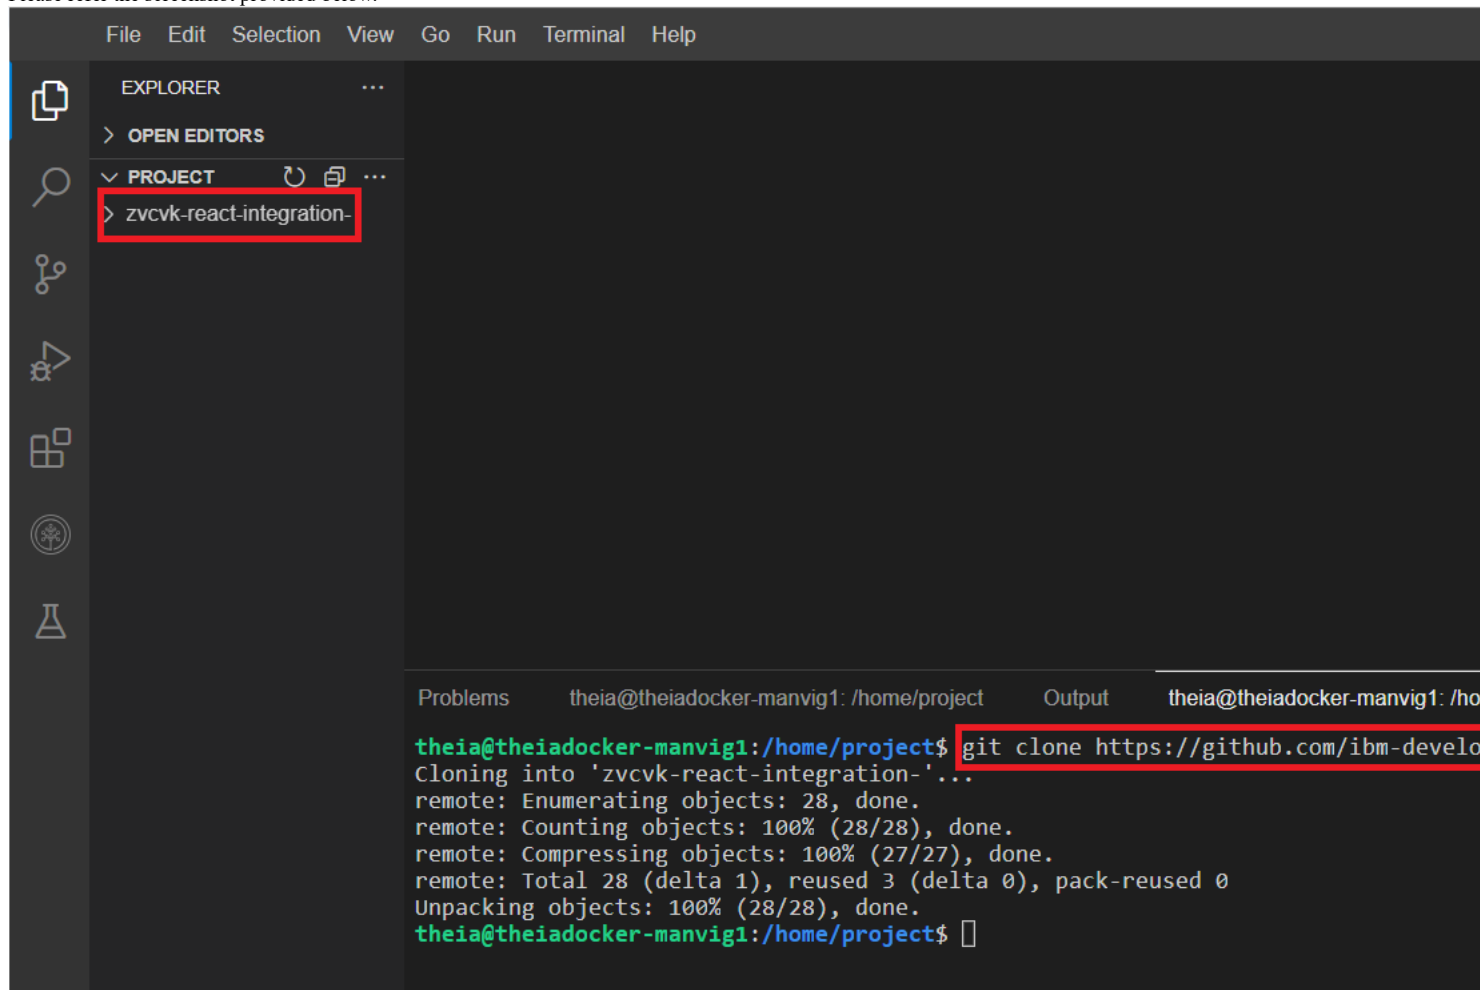 File Edit Selection View Go Run Terminal Help
EXPLORER
OPEN EDITORS
PROJECT
zvcvk-react-integration-
Problems theia@theiadocker-manvig1: /home/project Output theia@theiadocker-manvig1: /ho
theia@theiadocker-manvig1:/home/project$ git clone https://github.com/ibm-develo
Cloning into 'zvcvk-react-integration-'...
remote: Enumerating objects: 28, done.
remote: Counting objects: 100% (28/28), done.
remote: Compressing objects: 100% (27/27), done.
remote: Total 28 (delta 1), reused 3 (delta 0), pack-reused 0
Unpacking objects: 100% (28/28), done.
theia@theiadocker-manvig1:/home/project$